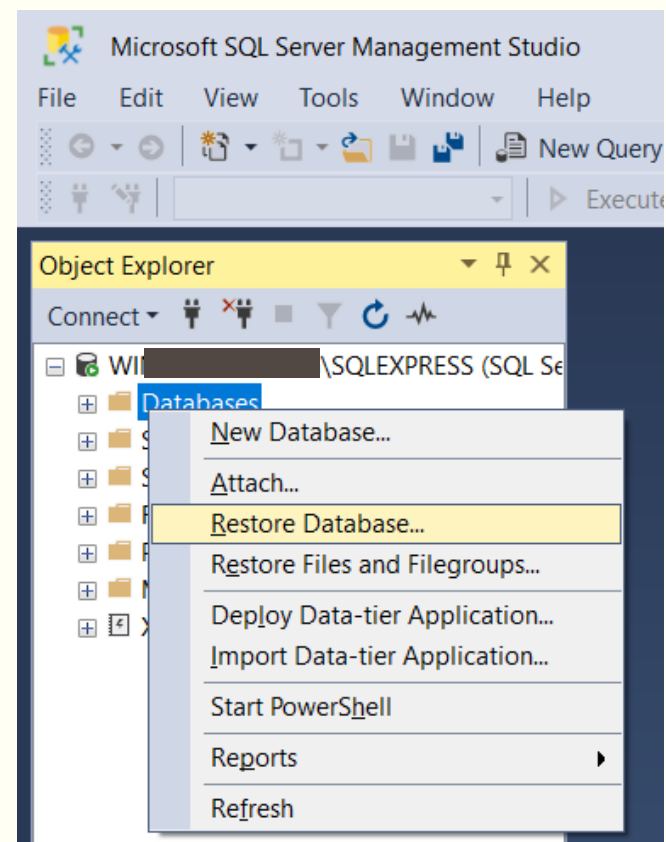 Microsoft SQL Server Management Studio
File Edit View Tools Window Help
New Query
Execute
Object Explorer
Connect
\SQLEXPRESS (SQL Se
Databases
New Database...
Attach...
Restore Database...
Restore Files and Filegroups...
Deploy Data-tier Application...
Import Data-tier Application...
Start PowerShell
Reports
Refresh